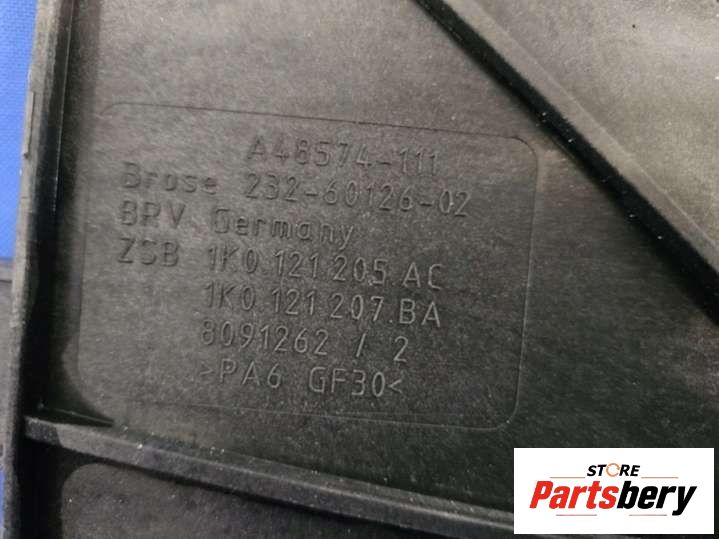 A48574-111
Brose 232-60126-02
BRV Germany
ZSB 1K0.121.205.AC
1K0.121.207.BA
8091262 / 2
>PA6 GF30<
STORE
Partsbery